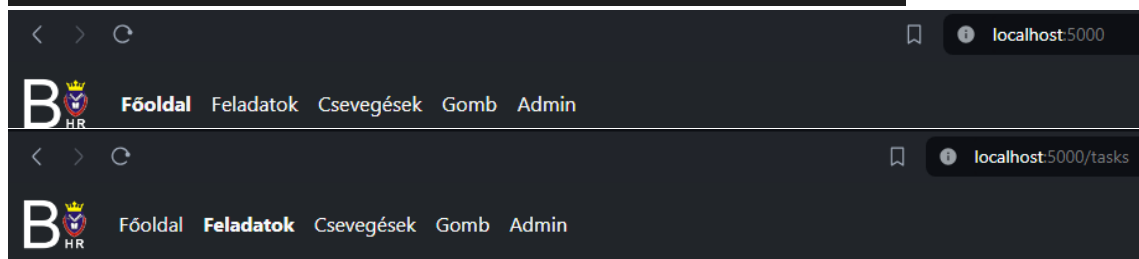 localhost:5000
B HR Főoldal Feladatok Csevegések Gomb Admin
localhost:5000/tasks
B HR Főoldal Feladatok Csevegések Gomb Admin